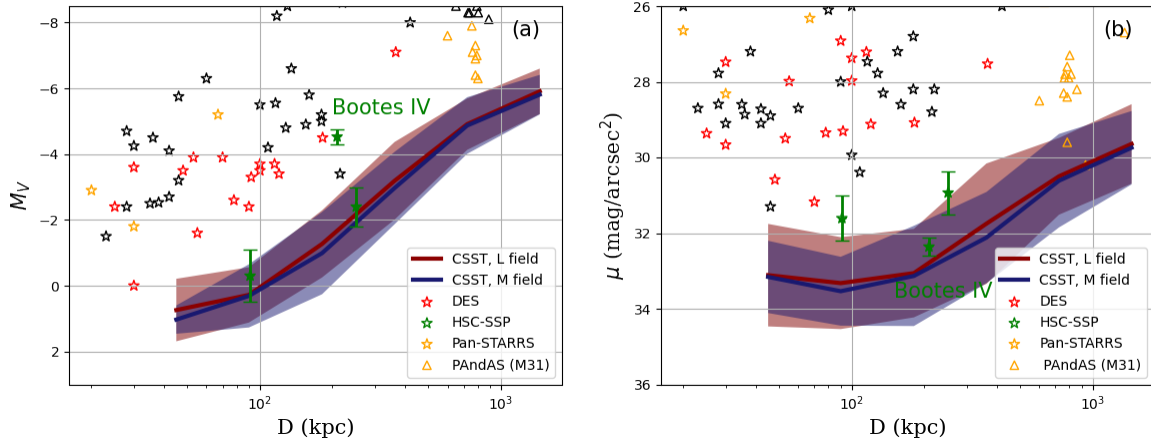 (a)
−8
−6
−4
−2
0
2
M_V
Bootes IV
CSST, L field
CSST, M field
DES
HSC-SSP
Pan-STARRS
PAndAS (M31)
10²
10³
D (kpc)
(b)
26
28
30
32
34
36
μ (mag/arcsec²)
Bootes IV
CSST, L field
CSST, M field
DES
HSC-SSP
Pan-STARRS
PAndAS (M31)
10²
10³
D (kpc)